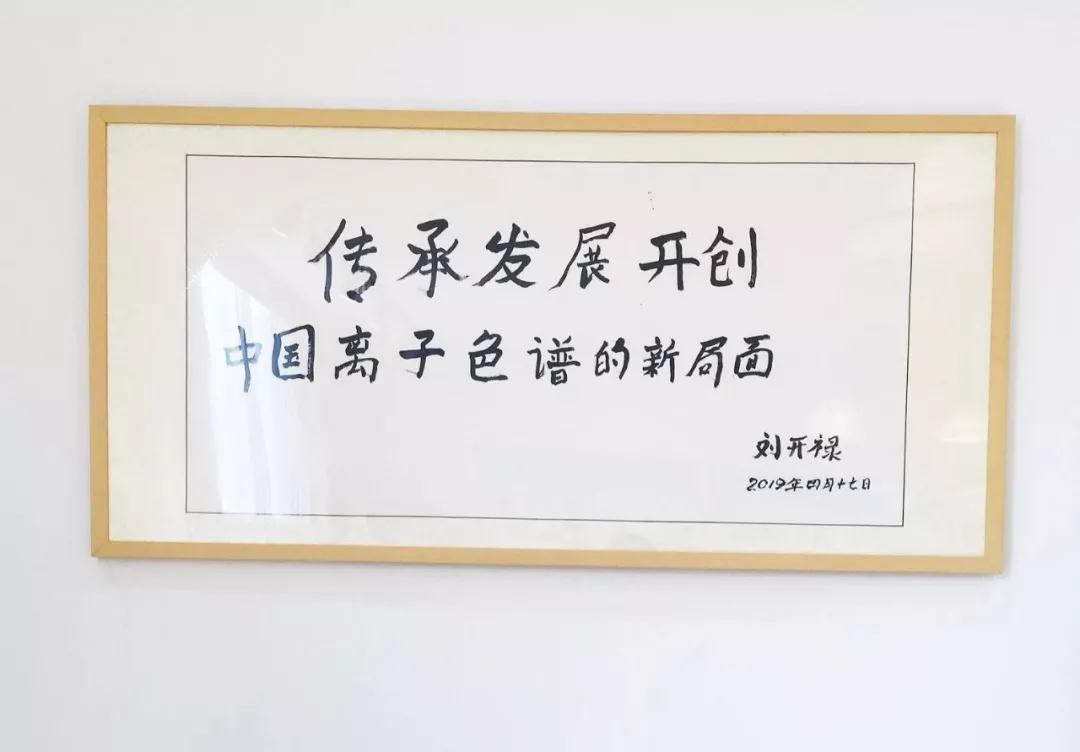 传承发展开创
中国离子色谱的新局面
刘开禄
2019年四月十七日